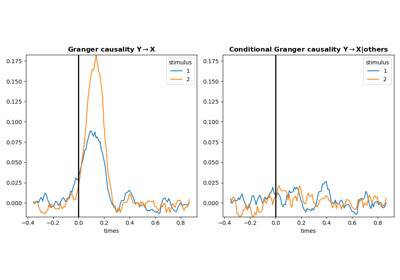 Granger causality Y→X
stimulus
1
2
0.175
0.150
0.125
0.100
0.075
0.050
0.025
0.000
−0.4 −0.2 0.0 0.2 0.4 0.6 0.8
times
Conditional Granger causality Y→X|others
stimulus
1
2
0.175
0.150
0.125
0.100
0.075
0.050
0.025
0.000
−0.4 −0.2 0.0 0.2 0.4 0.6 0.8
times